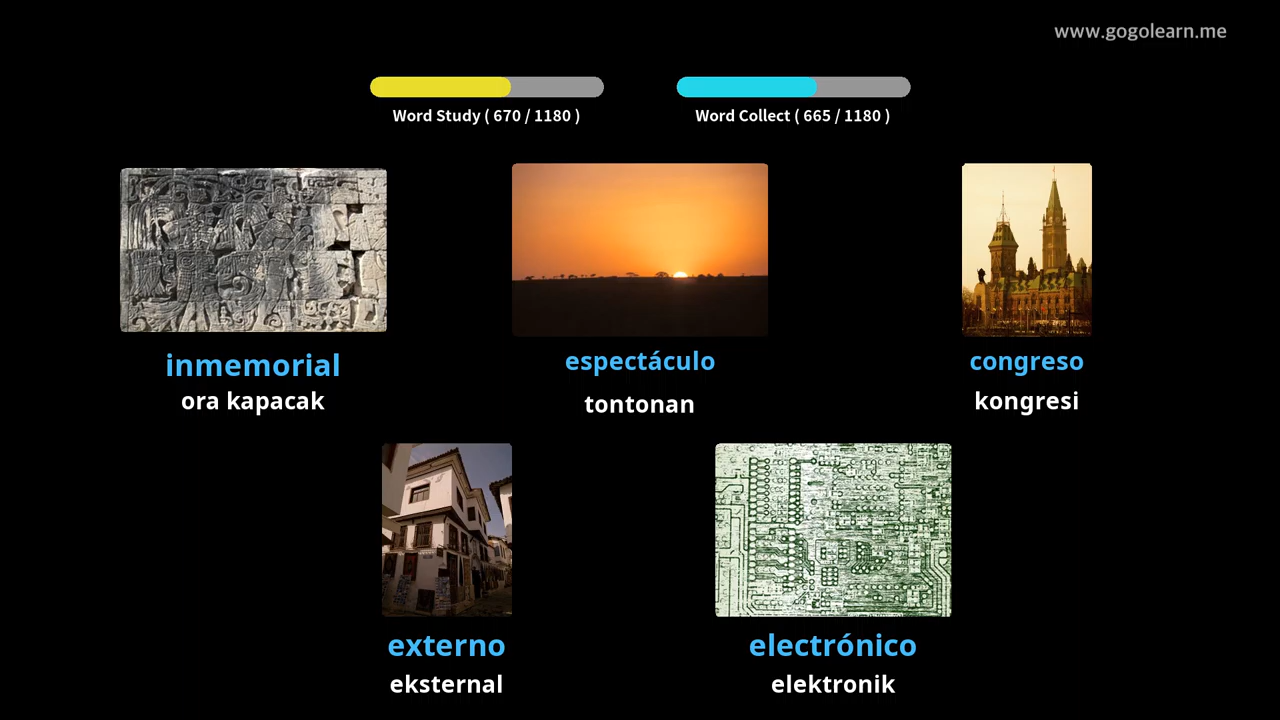 www.gogolearn.me
Word Study ( 670 / 1180 )
Word Collect ( 665 / 1180 )
inmemorial
ora kapacak
espectáculo
tontonan
congreso
kongresi
externo
eksternal
electrónico
elektronik